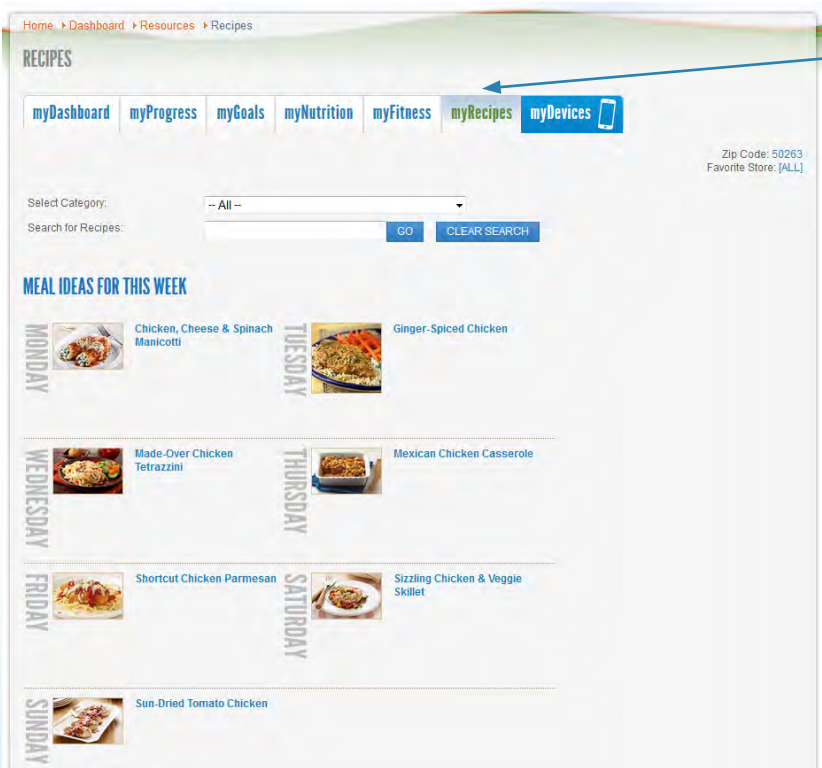 Home ▸ Dashboard ▸ Resources ▸ Recipes
RECIPES
myDashboard myProgress myGoals myNutrition myFitness myRecipes myDevices
Zip Code: 50263
Favorite Store: [ALL]
Select Category: -- All --
Search for Recipes: GO CLEAR SEARCH
MEAL IDEAS FOR THIS WEEK
MONDAY
Chicken, Cheese & Spinach
Manicotti
TUESDAY
Ginger-Spiced Chicken
WEDNESDAY
Made-Over Chicken
Tetrazzini
THURSDAY
Mexican Chicken Casserole
FRIDAY
Shortcut Chicken Parmesan
SATURDAY
Sizzling Chicken & Veggie
Skillet
SUNDAY
Sun-Dried Tomato Chicken